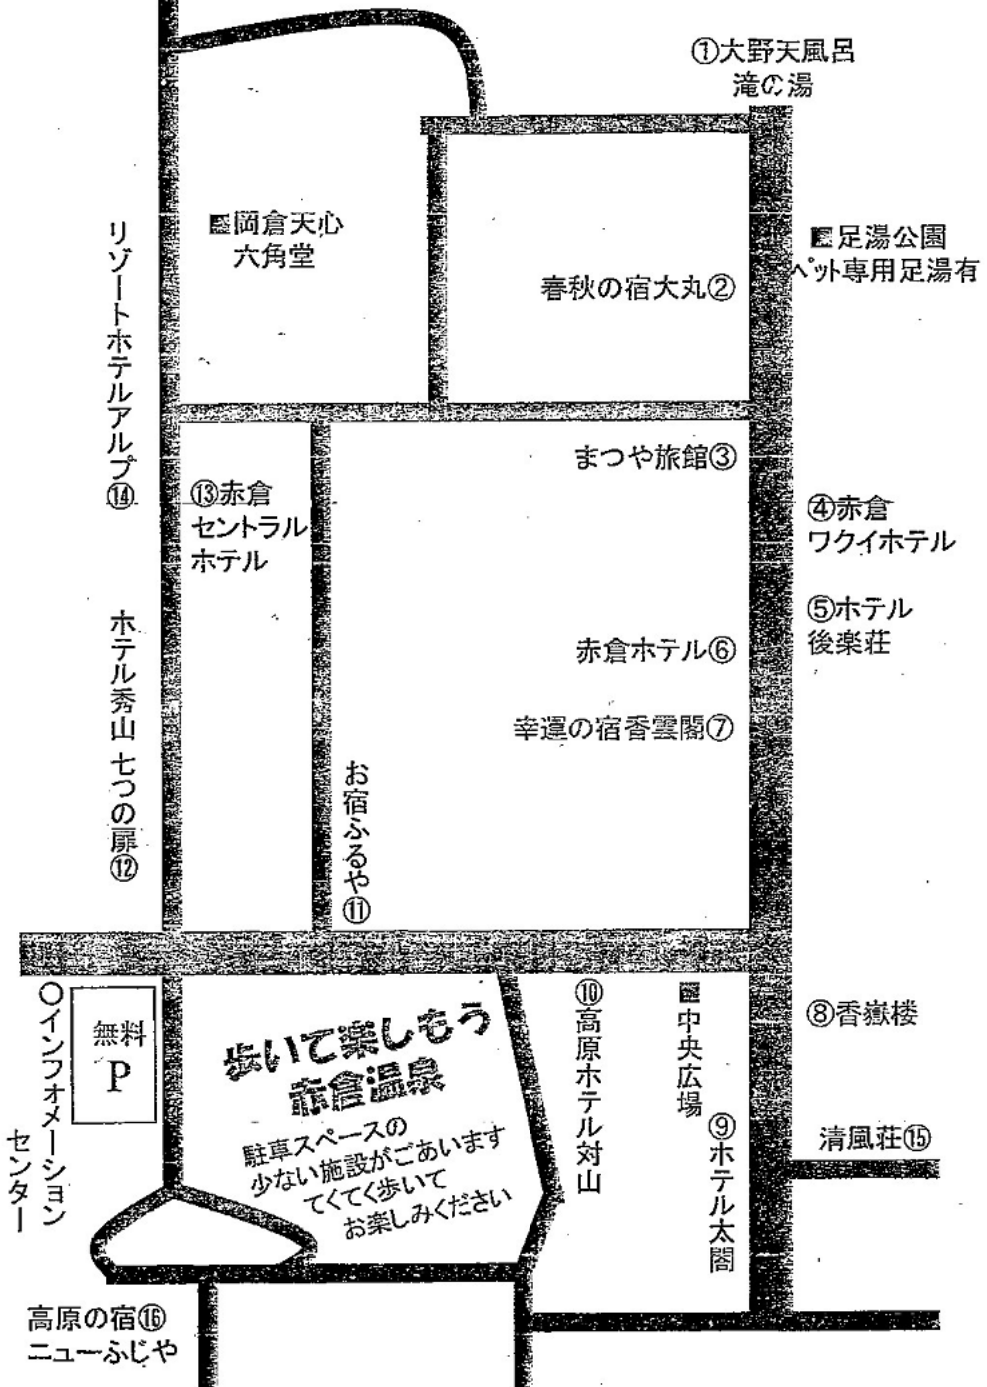 ①大野天風呂
滝の湯
岡倉天心
六角堂
足湯公園
ペット専用足湯有
春秋の宿大丸②
リゾートホテルアルプ⑭
まつや旅館③
⑬赤倉
セントラル
ホテル
④赤倉
ワクイホテル
⑤ホテル
後楽荘
赤倉ホテル⑥
幸運の宿香雲閣⑦
ホテル秀山 七つの扉⑫
お宿ふるや⑪
〇インフォメーション
センター
無料
P
歩いて楽しもう
赤倉温泉
駐車スペースの
少ない施設がごあいます
てくてく歩いて
お楽しみください
⑩高原ホテル対山
中央広場
⑧香嶽楼
⑨ホテル太閤
清風荘⑮
高原の宿⑯
ニューふじや